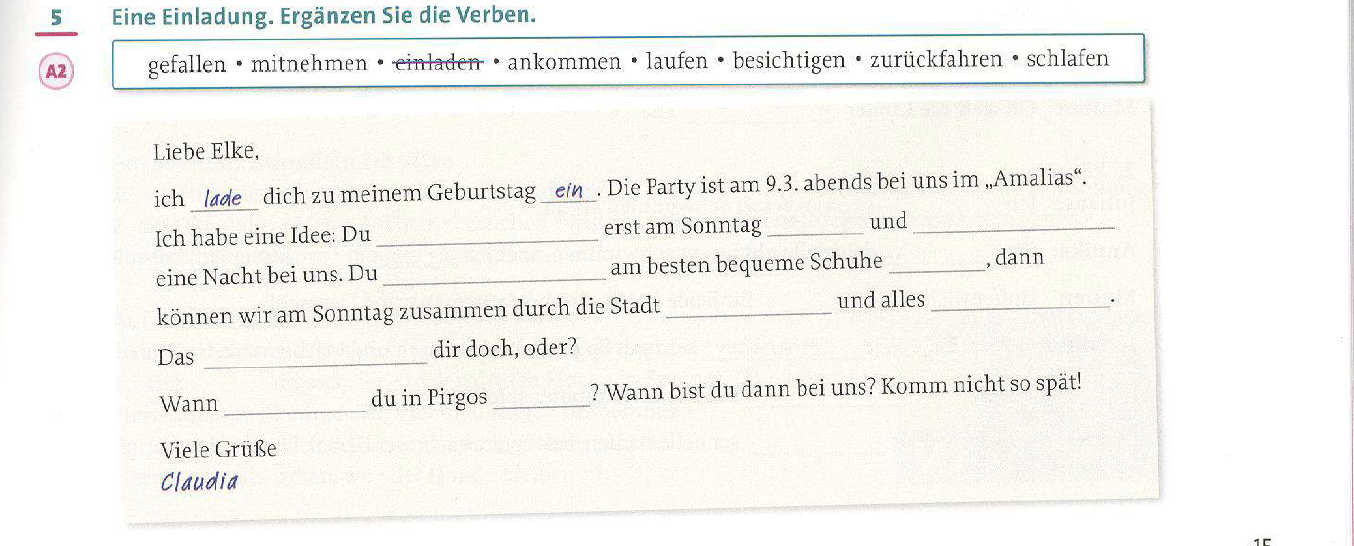 5 Eine Einladung. Ergänzen Sie die Verben.
A2
gefallen • mitnehmen • einladen • ankommen • laufen • besichtigen • zurückfahren • schlafen
Liebe Elke,
ich lade dich zu meinem Geburtstag ein. Die Party ist am 9.3. abends bei uns im „Amalias“.
Ich habe eine Idee: Du ________ erst am Sonntag ________ und ________
eine Nacht bei uns. Du ________ am besten bequeme Schuhe ________, dann
können wir am Sonntag zusammen durch die Stadt ________ und alles ________.
Das ________ dir doch, oder?
Wann ________ du in Pirgos ________? Wann bist du dann bei uns? Komm nicht so spät!
Viele Grüße
Claudia